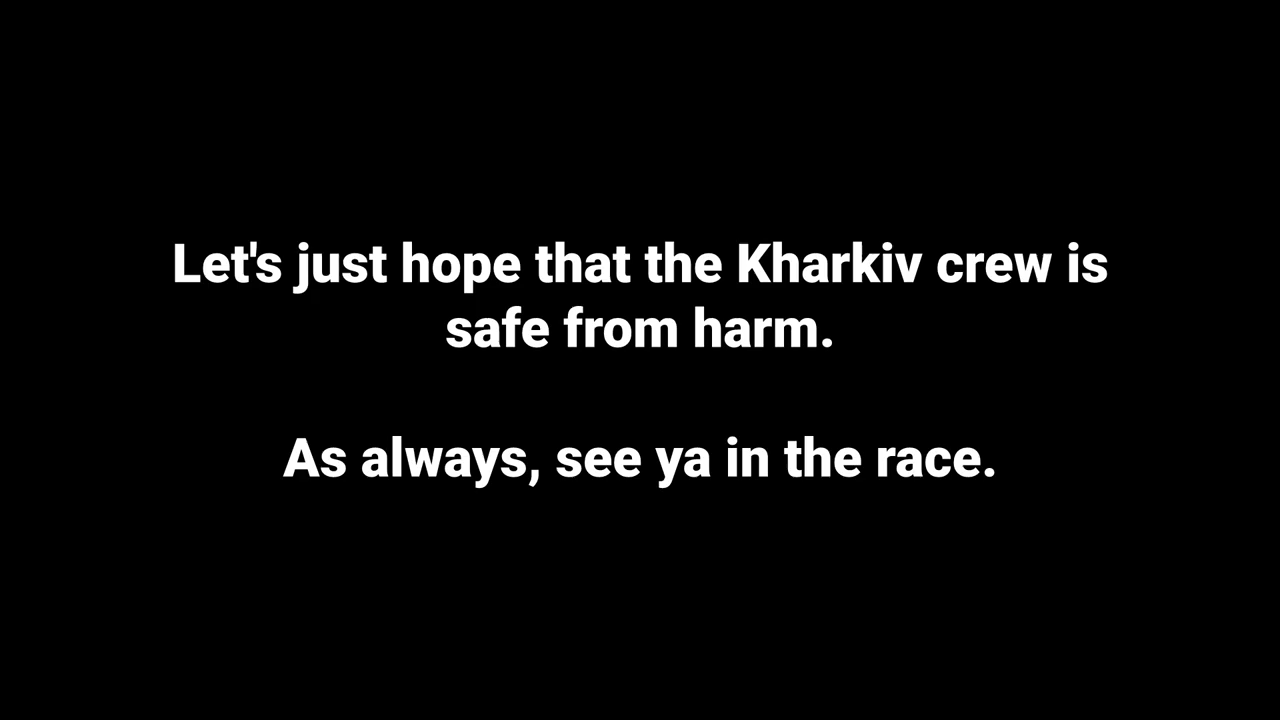 Let's just hope that the Kharkiv crew is
safe from harm.
As always, see ya in the race.